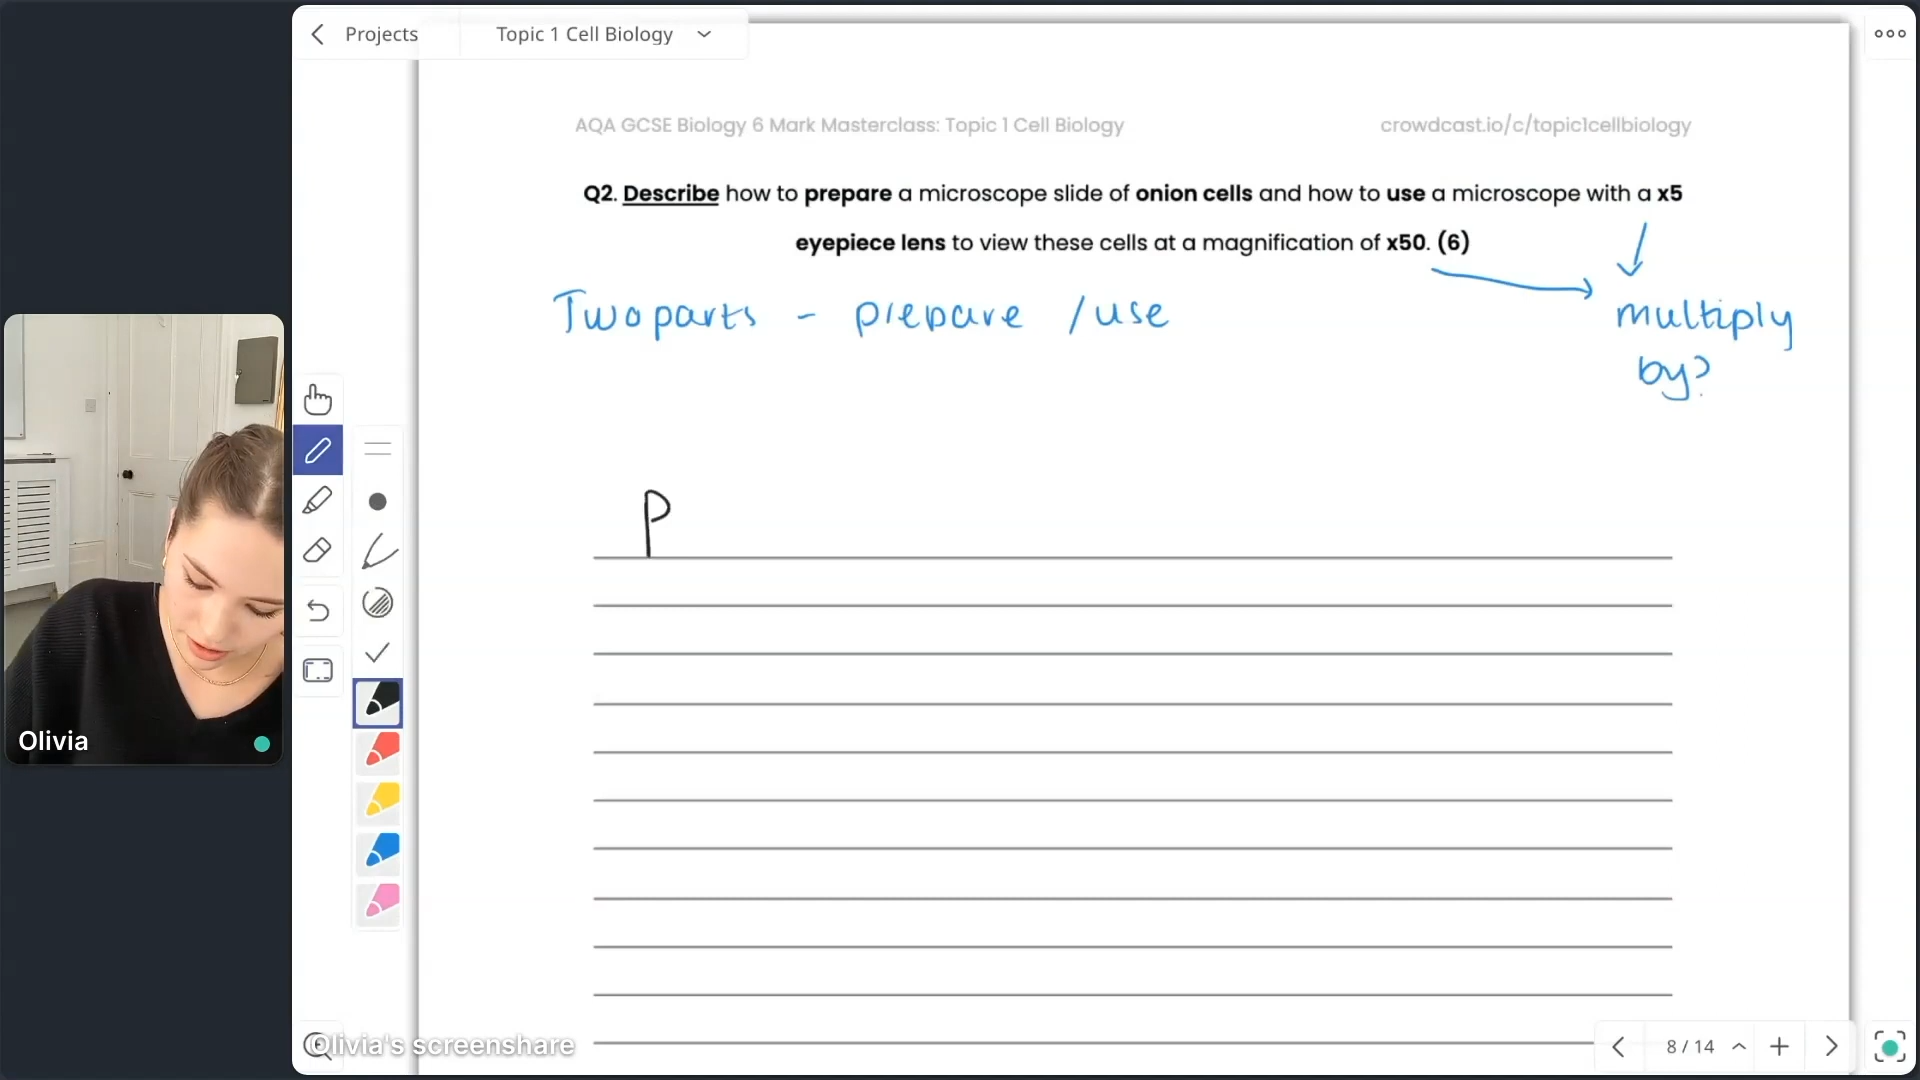 Projects
Topic 1 Cell Biology
AQA GCSE Biology 6 Mark Masterclass: Topic 1 Cell Biology
crowdcast.io/c/topic1cellbiology
Q2. Describe how to prepare a microscope slide of onion cells and how to use a microscope with a x5
eyepiece lens to view these cells at a magnification of x50. (6)
Two parts - prepare / use
multiply
by?
P
Olivia
Olivia's screenshare
8 / 14